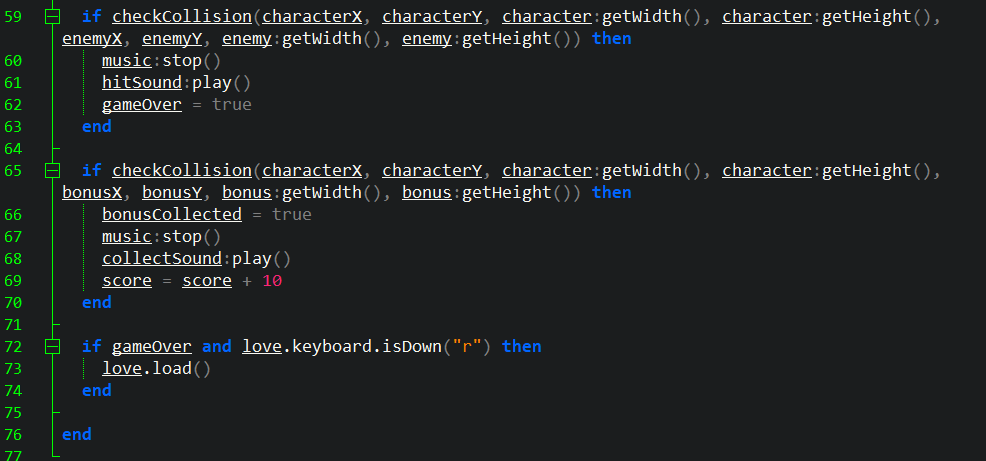 59 if checkCollision(characterX, characterY, character:getWidth(), character:getHeight(),
enemyX, enemyY, enemy:getWidth(), enemy:getHeight()) then
60 music:stop()
61 hitSound:play()
62 gameOver = true
63 end
64
65 if checkCollision(characterX, characterY, character:getWidth(), character:getHeight(),
bonusX, bonusY, bonus:getWidth(), bonus:getHeight()) then
66 bonusCollected = true
67 music:stop()
68 collectSound:play()
69 score = score + 10
70 end
71
72 if gameOver and love.keyboard.isDown("r") then
73 love.load()
74 end
75
76 end
77